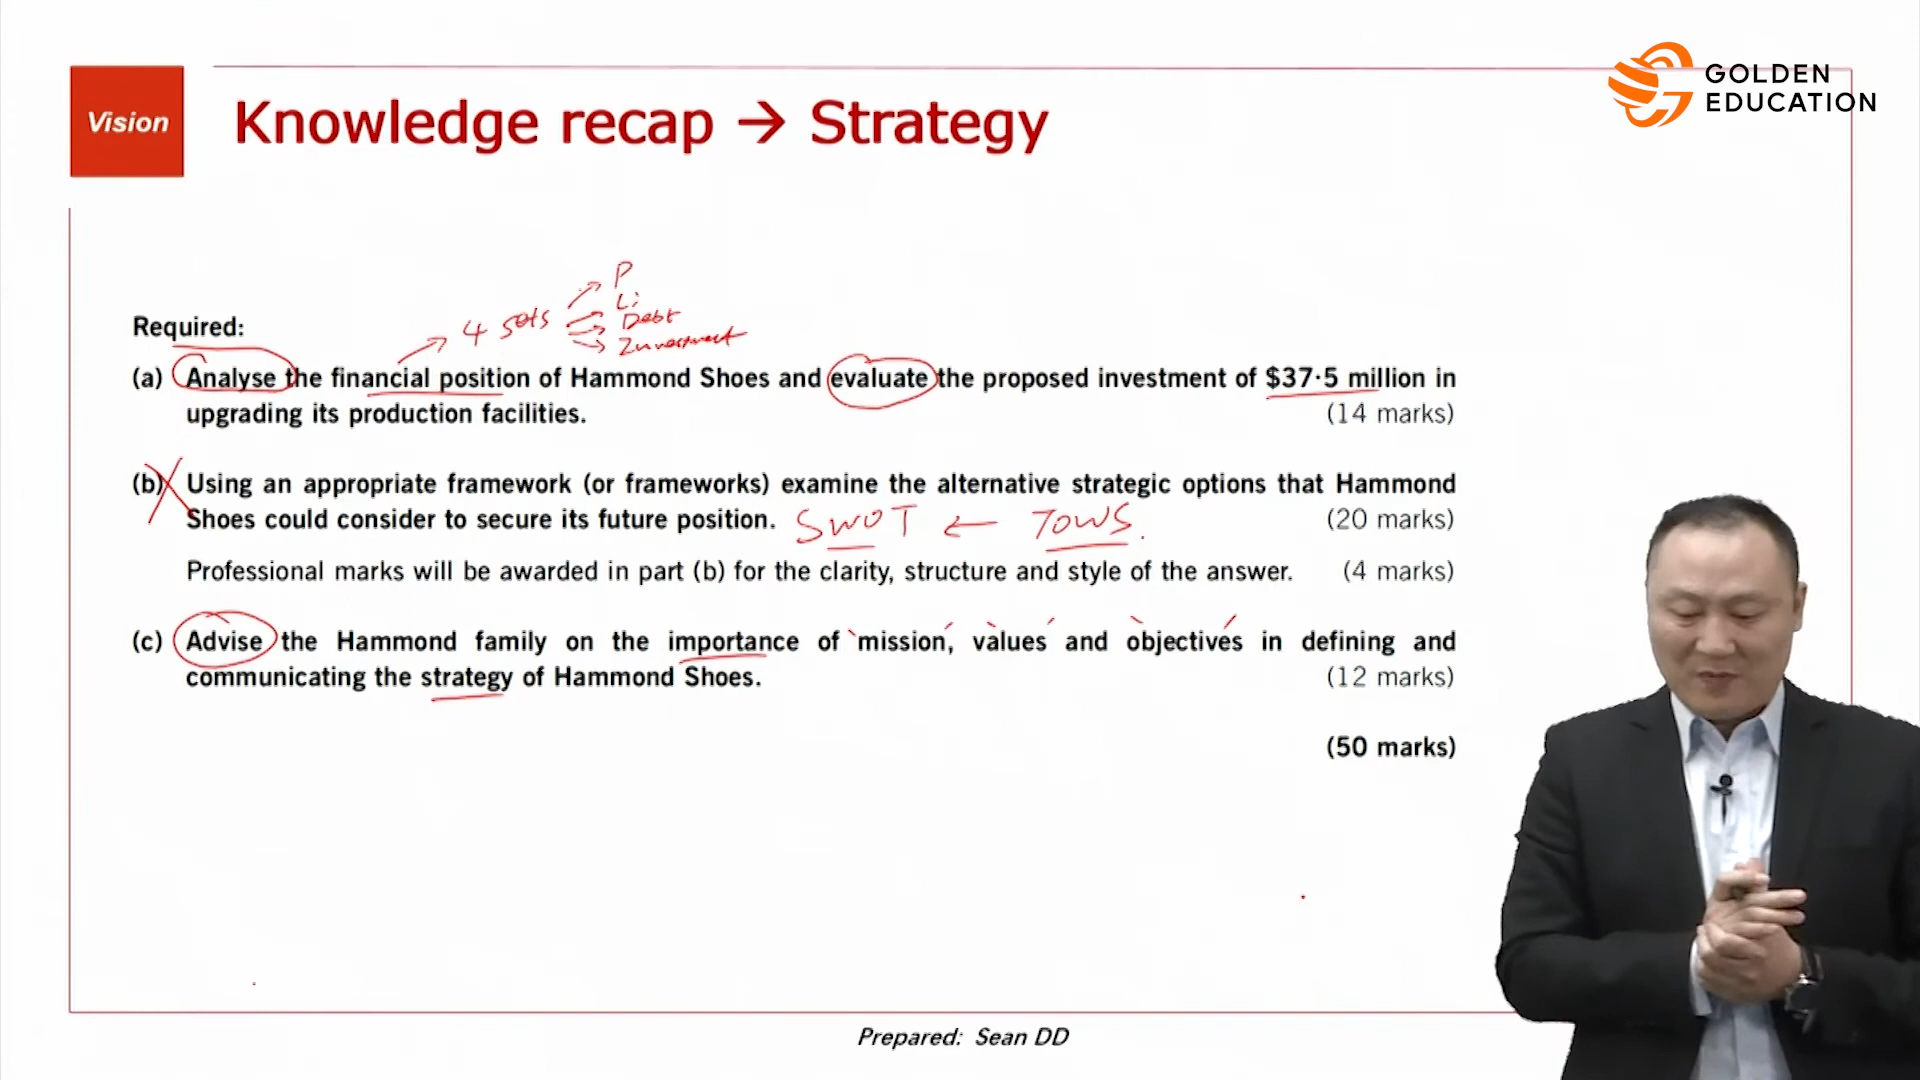 GOLDEN
EDUCATION
Vision
Knowledge recap → Strategy
P
Li
Debt
Investment
4 sets
Required:
(a) Analyse the financial position of Hammond Shoes and evaluate the proposed investment of $37·5 million in
upgrading its production facilities. (14 marks)
(b) Using an appropriate framework (or frameworks) examine the alternative strategic options that Hammond
Shoes could consider to secure its future position. (20 marks)
SWOT ← TOWS.
Professional marks will be awarded in part (b) for the clarity, structure and style of the answer. (4 marks)
(c) Advise the Hammond family on the importance of mission, values and objectives in defining and
communicating the strategy of Hammond Shoes. (12 marks)
(50 marks)
Prepared: Sean DD